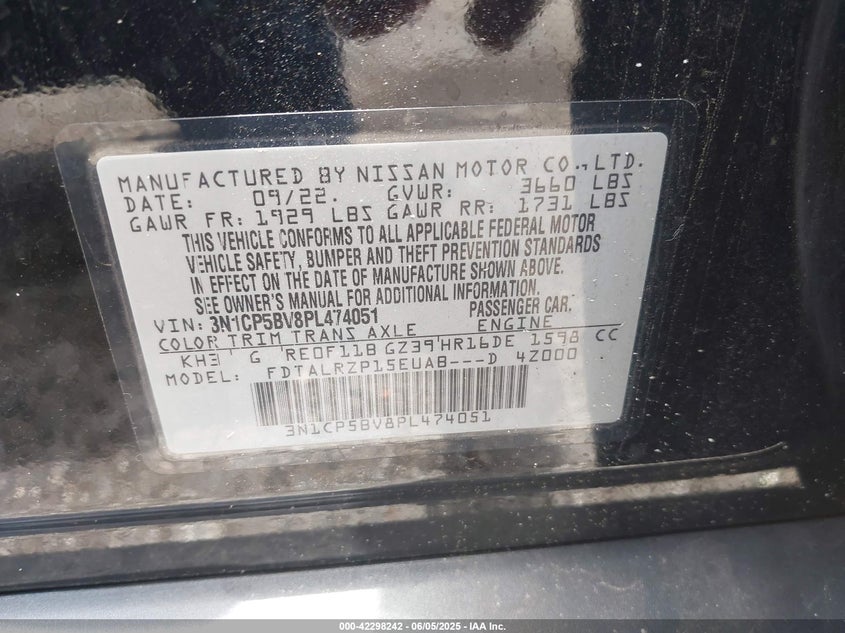 MANUFACTURED BY NISSAN MOTOR CO.,LTD.
DATE: 09/22. GVWR: 3660 LBS
GAWR FR: 1929 LBS GAWR RR: 1731 LBS
THIS VEHICLE CONFORMS TO ALL APPLICABLE FEDERAL MOTOR
VEHICLE SAFETY, BUMPER AND THEFT PREVENTION STANDARDS
IN EFFECT ON THE DATE OF MANUFACTURE SHOWN ABOVE.
SEE OWNER'S MANUAL FOR ADDITIONAL INFORMATION.
VIN: 3N1CP5BV8PL474051 PASSENGER CAR.
COLOR TRIM TRANS AXLE ENGINE
KH3 G RE0F11B GZ39 HR16DE 1598 CC
MODEL: FDTALRZP15EUAB---D 4Z000
3N1CP5BV8PL474051
000-42298242 - 06/05/2025 - IAA Inc.